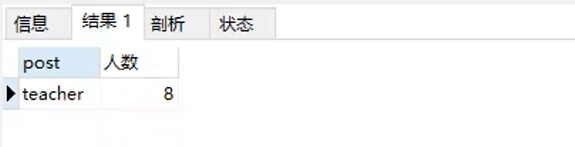 信息 结果 1 剖析 状态
post 人数
teacher 8